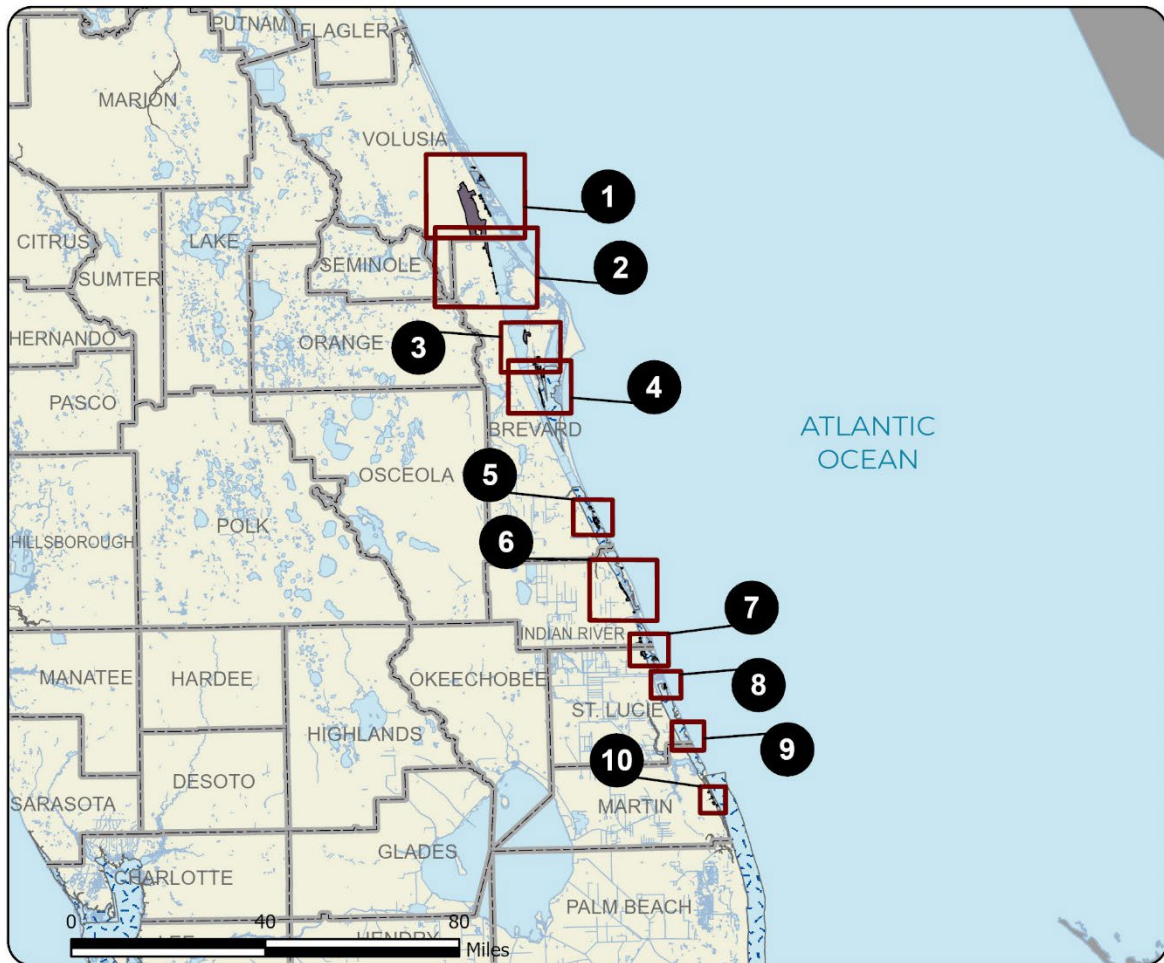 PUTNAM
FLAGLER
MARION
VOLUSIA
1
CITRUS
LAKE
SUMTER
SEMINOLE
2
HERNANDO
ORANGE
3
4
PASCO
BREVARD
ATLANTIC
OCEAN
5
OSCEOLA
POLK
HILLSBOROUGH
6
7
INDIAN RIVER
MANATEE
HARDEE
OKEECHOBEE
8
ST. LUCIE
HIGHLANDS
9
10
DESOTO
SARASOTA
MARTIN
GLADES
CHARLOTTE
PALM BEACH
0 40 80
Miles
LEE
HENDRY